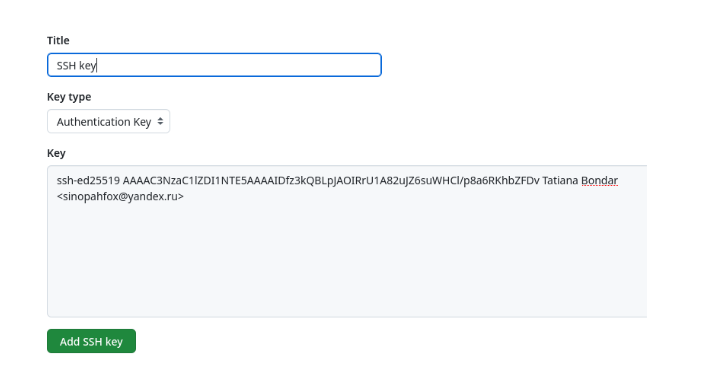 Title
SSH key
Key type
Authentication Key
Key
ssh-ed25519 AAAAC3NzaC1lZDI1NTE5AAAAIDfz3kQBLpJAOIRrU1A82uJZ6suWHCl/p8a6RKhbZFDv Tatiana Bondar
<sinopahfox@yandex.ru>
Add SSH key